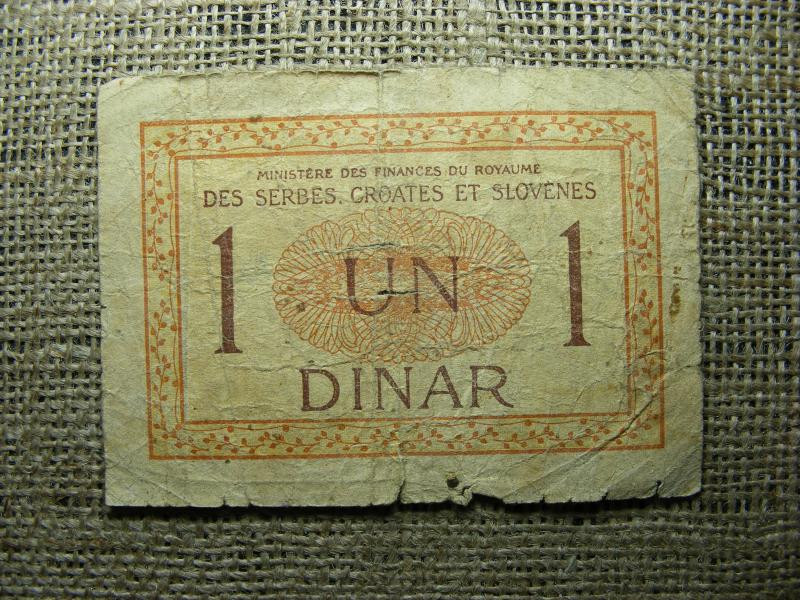 MINISTÈRE DES FINANCES DU ROYAUME
DES SERBES, CROATES ET SLOVÈNES
1 UN 1
DINAR